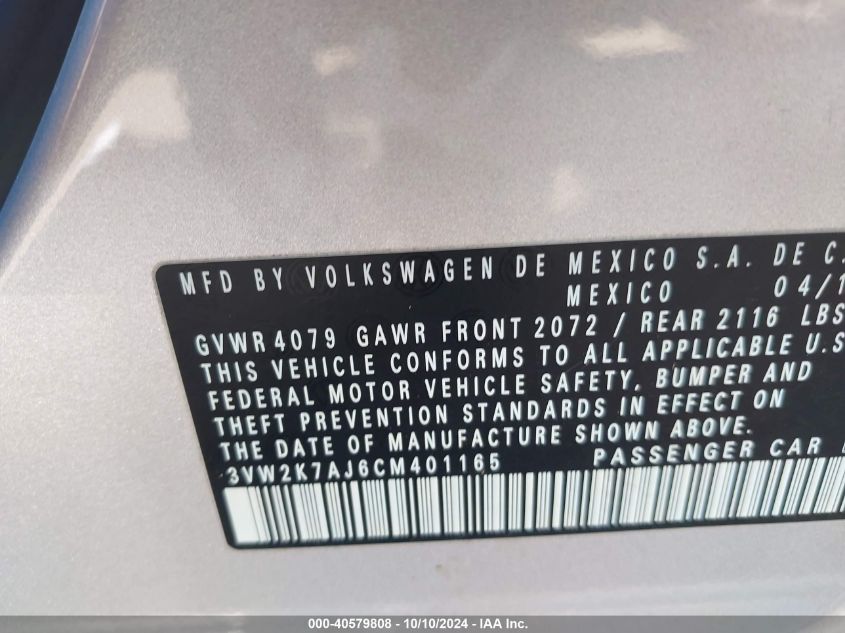 MFD BY VOLKSWAGEN DE MEXICO S.A. DE C.
MEXICO 04/1
GVWR 4079 GAWR FRONT 2072 / REAR 2116 LBS
THIS VEHICLE CONFORMS TO ALL APPLICABLE U.S
FEDERAL MOTOR VEHICLE SAFETY, BUMPER AND
THEFT PREVENTION STANDARDS IN EFFECT ON
THE DATE OF MANUFACTURE SHOWN ABOVE.
3VW2K7AJ6CM401165 PASSENGER CAR
000-40579808 - 10/10/2024 - IAA Inc.